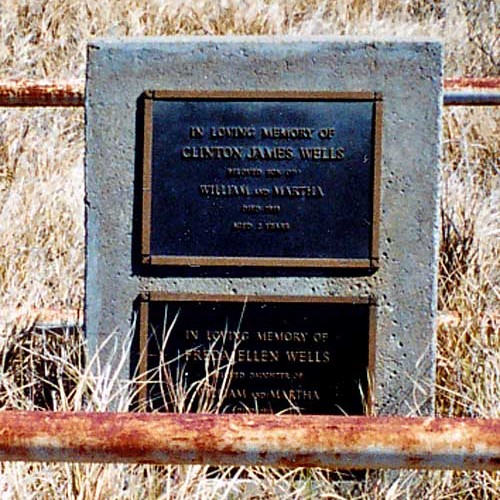 IN LOVING MEMORY OF
CLINTON JAMES WELLS
BELOVED SON OF
WILLIAM AND MARTHA
DIED
AGED 2 YEARS
IN LOVING MEMORY OF
ELLEN WELLS
DAUGHTER OF
AND MARTHA